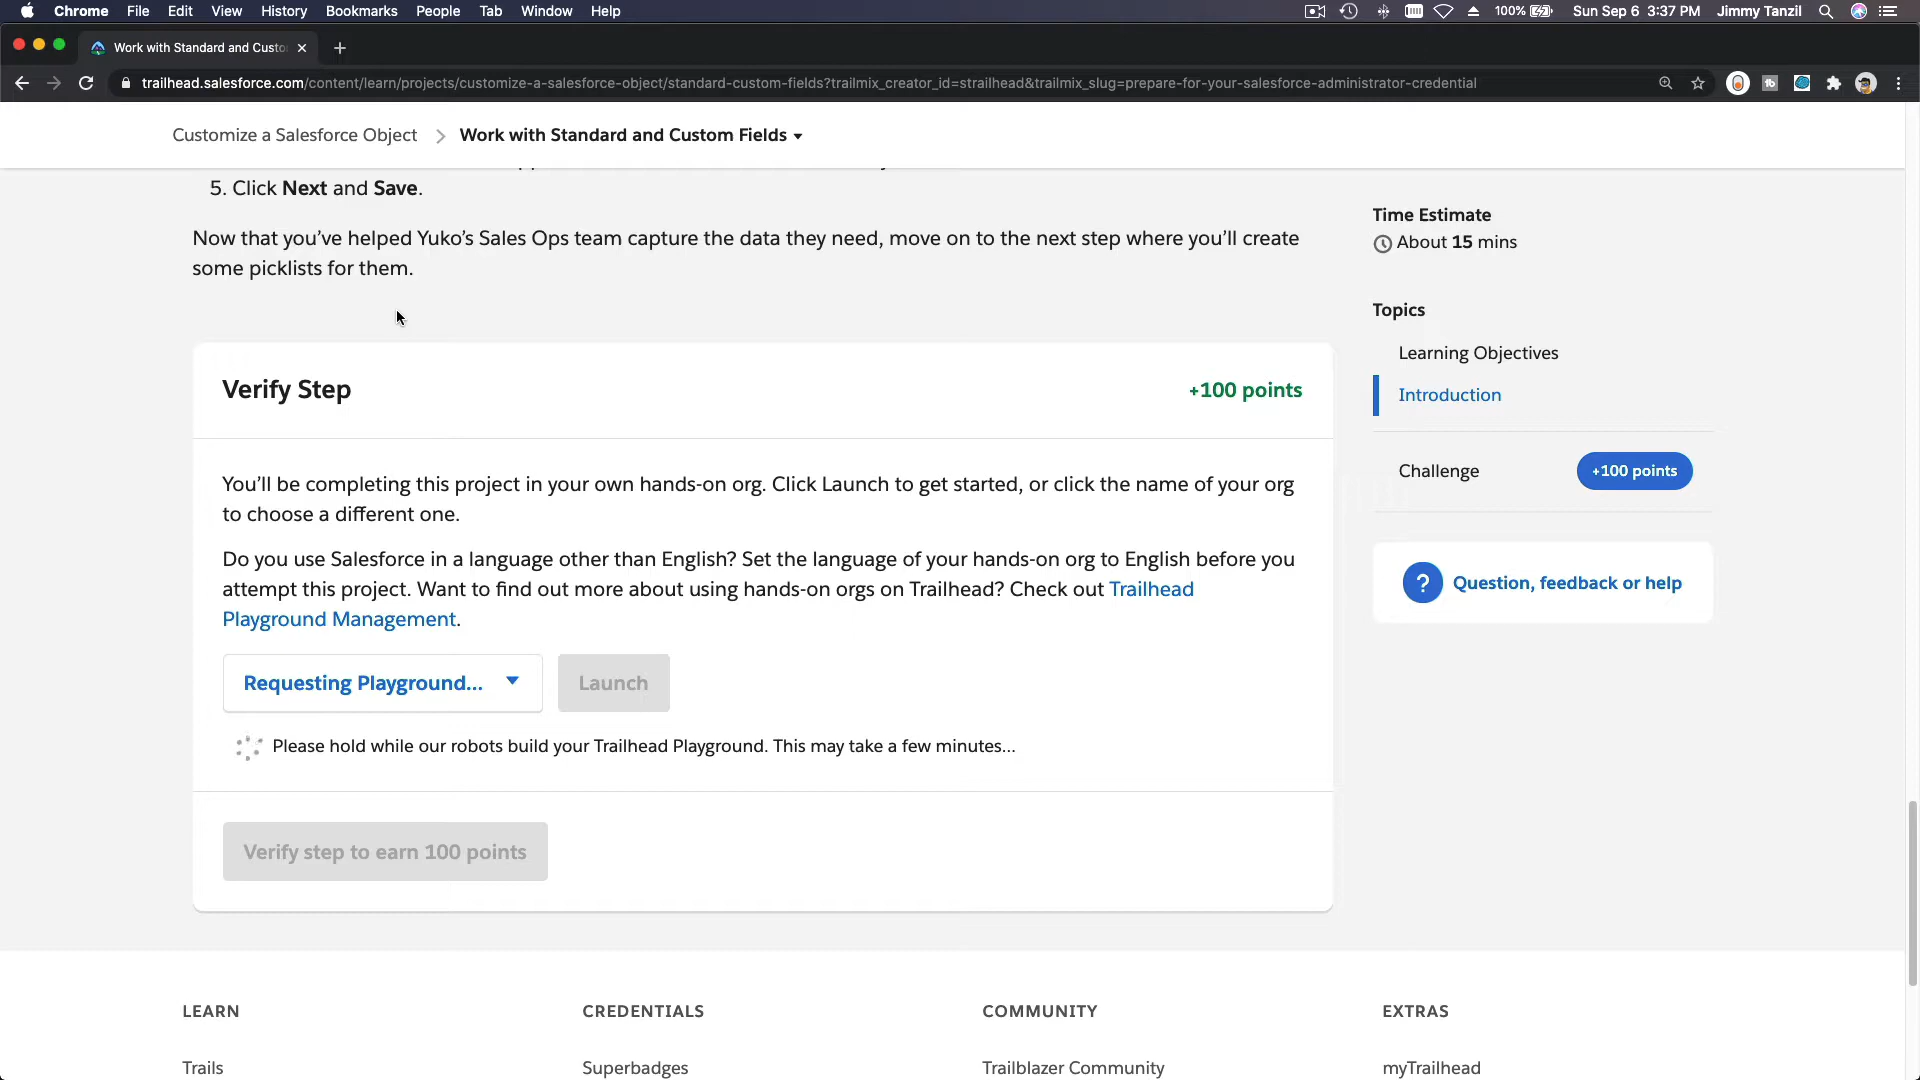 Chrome File Edit View History Bookmarks People Tab Window Help 100% Sun Sep 6 3:37 PM Jimmy Tanzil
Work with Standard and Custo
trailhead.salesforce.com/content/learn/projects/customize-a-salesforce-object/standard-custom-fields?trailmix_creator_id=strailhead&trailmix_slug=prepare-for-your-salesforce-administrator-credential
Customize a Salesforce Object > Work with Standard and Custom Fields
5. Click Next and Save.
Now that you've helped Yuko's Sales Ops team capture the data they need, move on to the next step where you'll create
some picklists for them.
Verify Step
+100 points
You'll be completing this project in your own hands-on org. Click Launch to get started, or click the name of your org
to choose a different one.
Do you use Salesforce in a language other than English? Set the language of your hands-on org to English before you
attempt this project. Want to find out more about using hands-on orgs on Trailhead? Check out Trailhead
Playground Management.
Requesting Playground...
Launch
Please hold while our robots build your Trailhead Playground. This may take a few minutes...
Verify step to earn 100 points
Time Estimate
About 15 mins
Topics
Learning Objectives
Introduction
Challenge
+100 points
? Question, feedback or help
LEARN
CREDENTIALS
COMMUNITY
EXTRAS
Trails
Superbadges
Trailblazer Community
myTrailhead